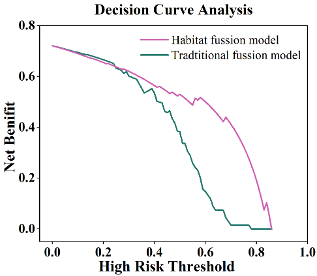 Decision Curve Analysis
Habitat fussion model
Tradtitional fussion model
Net Benifit
0.8
0.6
0.4
0.2
0.0
0.0 0.2 0.4 0.6 0.8 1.0
High Risk Threshold